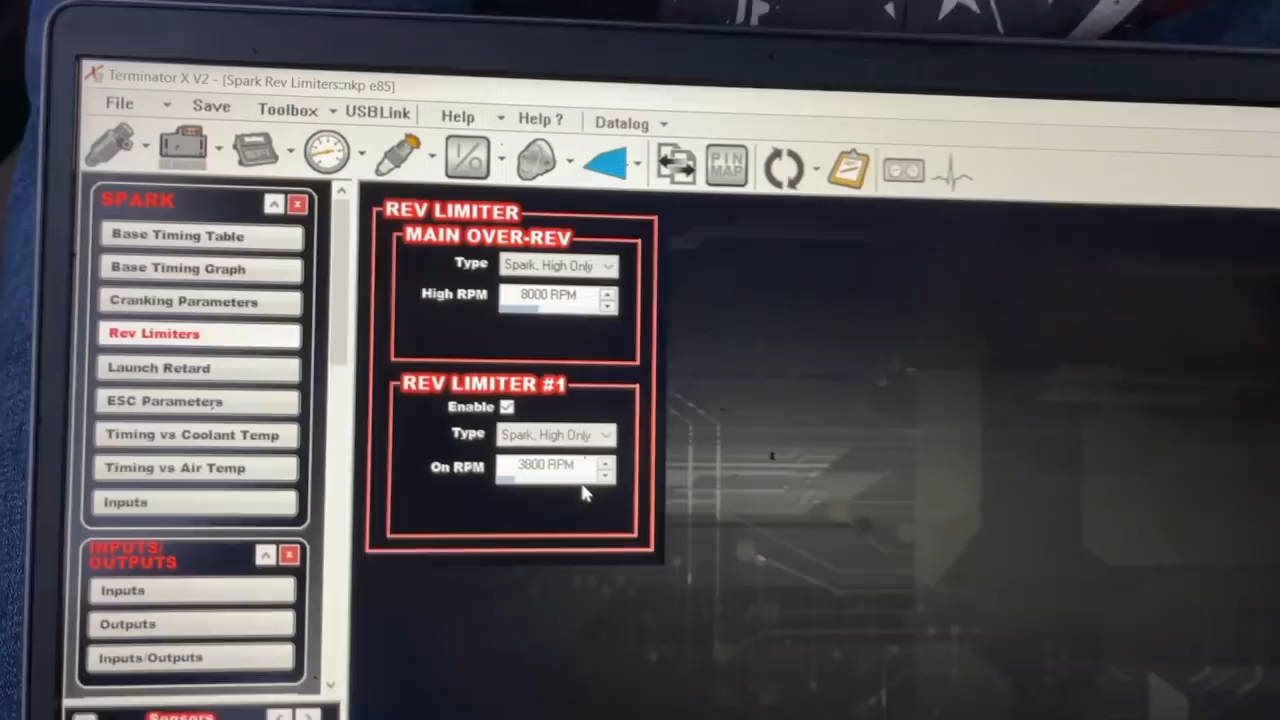 Terminator X V2 - [Spark Rev Limiters::nkp e85]
File Save Toolbox USBLink Help Help ? Datalog
I/O PIN MAP
SPARK
Base Timing Table
Base Timing Graph
Cranking Parameters
Rev Limiters
Launch Retard
ESC Parameters
Timing vs Coolant Temp
Timing vs Air Temp
Inputs
INPUTS/
OUTPUTS
Inputs
Outputs
Inputs/Outputs
Sensors
REV LIMITER
MAIN OVER-REV
Type Spark, High Only
High RPM 8000 RPM
REV LIMITER #1
Enable
Type Spark, High Only
On RPM 3800 RPM